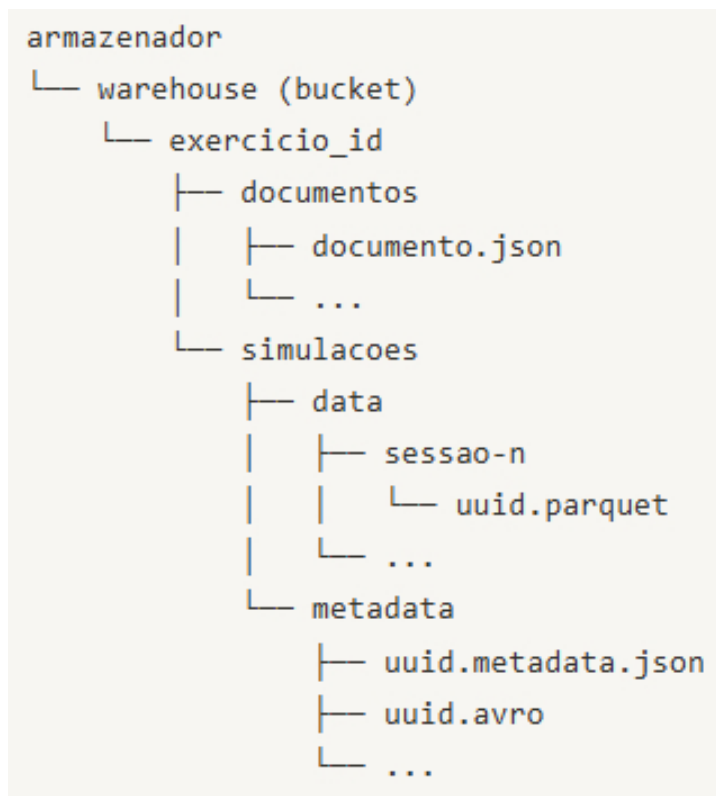 armazenador
└── warehouse (bucket)
    └── exercicio_id
        ├── documentos
        │   ├── documento.json
        │   └── ...
        └── simulacoes
            ├── data
            │   ├── sessao-n
            │   │   └── uuid.parquet
            │   └── ...
            └── metadata
                ├── uuid.metadata.json
                ├── uuid.avro
                └── ...